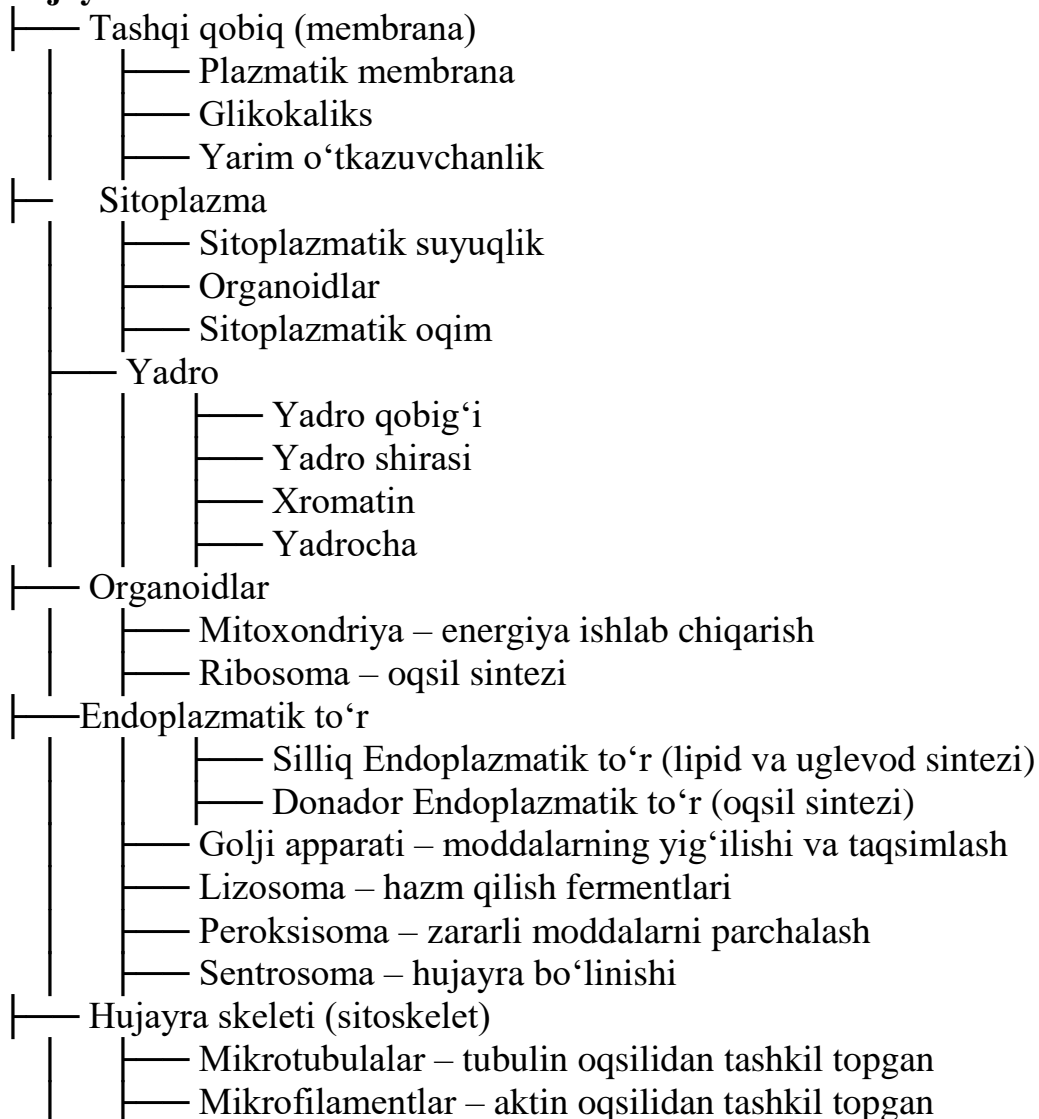 Tashqi qobiq (membrana)
Plazmatik membrana
Glikokaliks
Yarim o‘tkazuvchanlik
Sitoplazma
Sitoplazmatik suyuqlik
Organoidlar
Sitoplazmatik oqim
Yadro
Yadro qobig‘i
Yadro shirasi
Xromatin
Yadrocha
Organoidlar
Mitoxondriya – energiya ishlab chiqarish
Ribosoma – oqsil sintezi
Endoplazmatik to‘r
Silliq Endoplazmatik to‘r (lipid va uglevod sintezi)
Donador Endoplazmatik to‘r (oqsil sintezi)
Golji apparati – moddalarning yig‘ilishi va taqsimlash
Lizosoma – hazm qilish fermentlari
Peroksisoma – zararli moddalarni parchalash
Sentrosoma – hujayra bo‘linishi
Hujayra skeleti (sitoskelet)
Mikrotubulalar – tubulin oqsilidan tashkil topgan
Mikrofilamentlar – aktin oqsilidan tashkil topgan